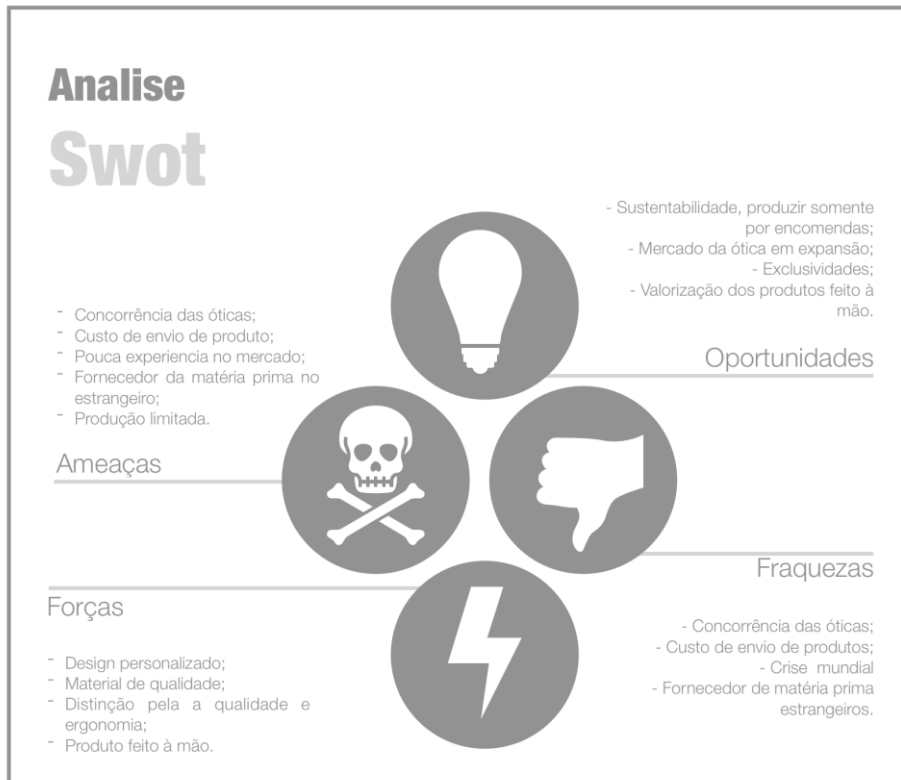 Analise
Swot
- Sustentabilidade, produzir somente
por encomendas;
- Mercado da ótica em expansão;
- Exclusividades;
- Valorização dos produtos feito à
mão.
Oportunidades
- Concorrência das óticas;
- Custo de envio de produto;
- Pouca experiencia no mercado;
- Fornecedor da matéria prima no
estrangeiro;
- Produção limitada.
Ameaças
Fraquezas
- Concorrência das óticas;
- Custo de envio de produtos;
- Crise mundial
- Fornecedor de matéria prima
estrangeiros.
Forças
- Design personalizado;
- Material de qualidade;
- Distinção pela a qualidade e
ergonomia;
- Produto feito à mão.